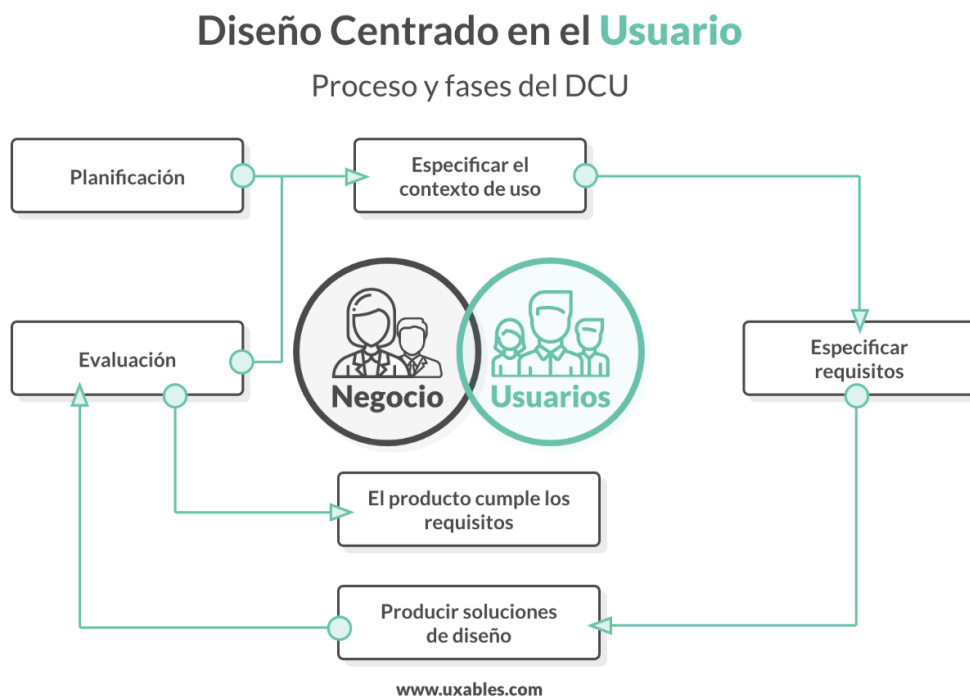 Diseño Centrado en el Usuario
Proceso y fases del DCU
Planificación
Especificar el
contexto de uso
Evaluación
Negocio
Usuarios
Especificar
requisitos
El producto cumple los
requisitos
Producir soluciones
de diseño
www.uxables.com